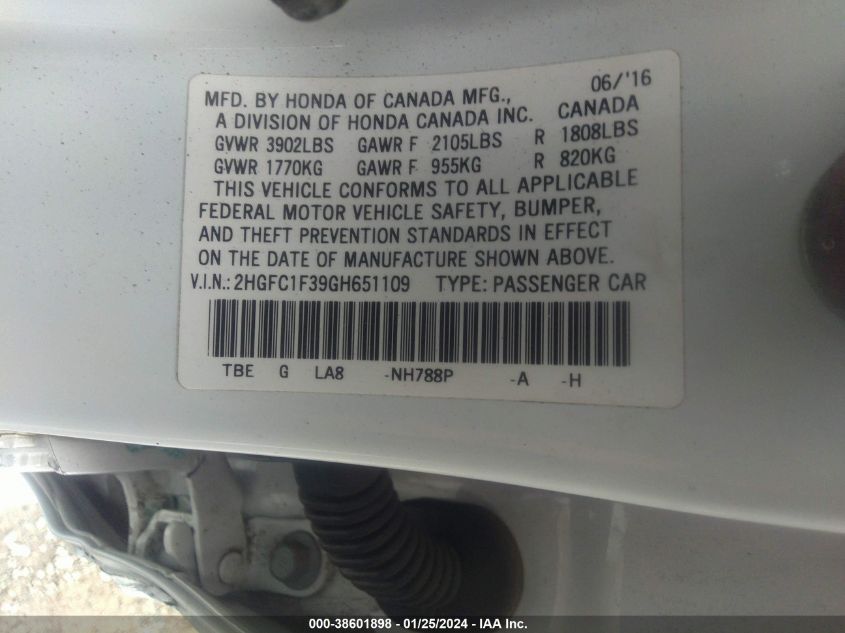 06/'16
MFD. BY HONDA OF CANADA MFG.,
A DIVISION OF HONDA CANADA INC. CANADA
GVWR 3902LBS GAWR F 2105LBS R 1808LBS
GVWR 1770KG GAWR F 955KG R 820KG
THIS VEHICLE CONFORMS TO ALL APPLICABLE
FEDERAL MOTOR VEHICLE SAFETY, BUMPER,
AND THEFT PREVENTION STANDARDS IN EFFECT
ON THE DATE OF MANUFACTURE SHOWN ABOVE.
V.I.N.: 2HGFC1F39GH651109 TYPE: PASSENGER CAR
TBE G LA8 -NH788P -A -H
000-38601898 - 01/25/2024 - IAA Inc.